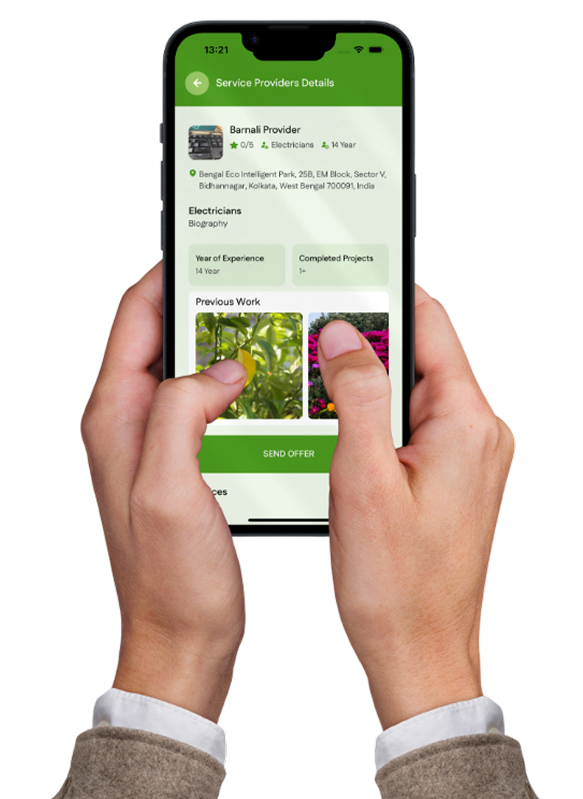 13:21
Service Providers Details
Barnali Provider
0/5 Electricians 14 Year
Bengal Eco Intelligent Park, 25B, EM Block, Sector V,
Bidhannagar, Kolkata, West Bengal 700091, India
Electricians
Biography
Year of Experience Completed Projects
14 Year 1+
Previous Work
SEND OFFER
ces